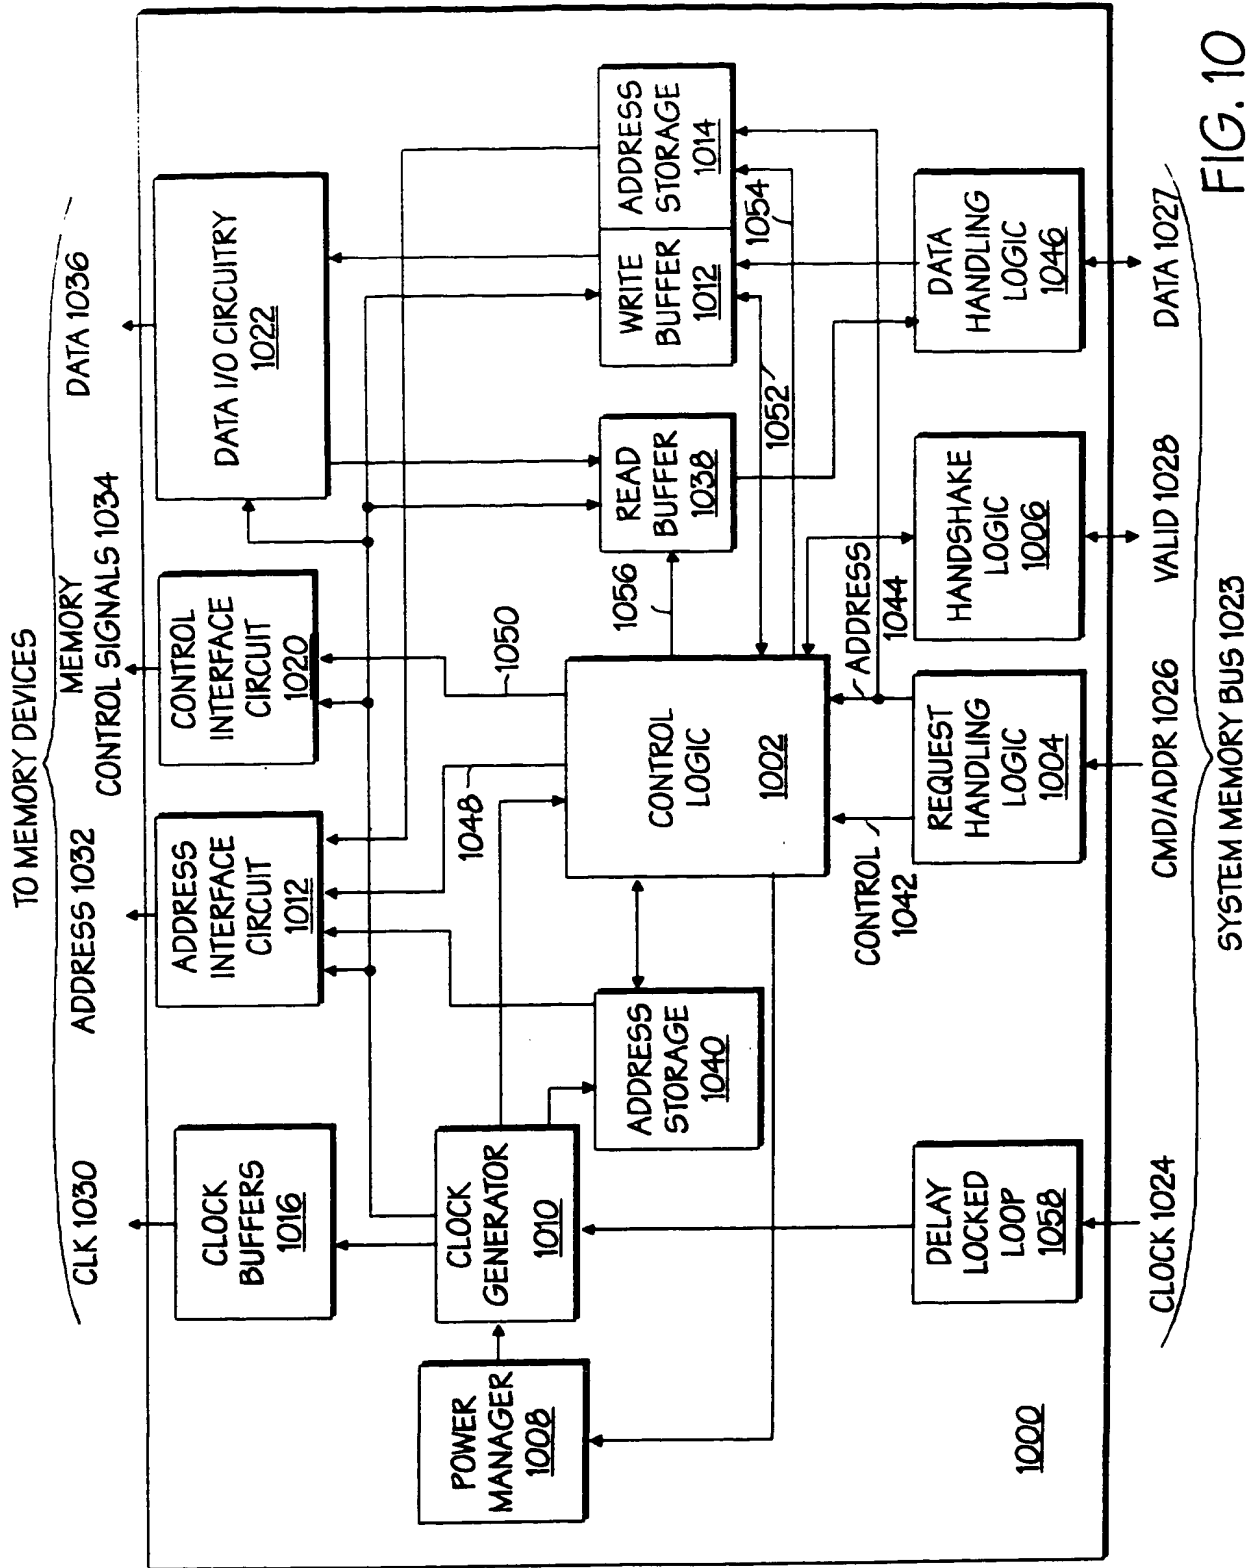 TO MEMORY DEVICES
CLK 1030
ADDRESS 1032
MEMORY
CONTROL SIGNALS 1034
DATA 1036
CLOCK
BUFFERS
1016
ADDRESS
INTERFACE
CIRCUIT
1012
CONTROL
INTERFACE
CIRCUIT
1020
DATA I/O CIRCUITRY
1022
POWER
MANAGER
1008
CLOCK
GENERATOR
1010
1048
1050
ADDRESS
STORAGE
1040
CONTROL
LOGIC
1002
1056
READ
BUFFER
1038
WRITE
BUFFER
1012
ADDRESS
STORAGE
1014
1052
1054
CONTROL
1042
ADDRESS
1044
DELAY
LOCKED
LOOP
1058
REQUEST
HANDLING
LOGIC
1004
HANDSHAKE
LOGIC
1006
DATA
HANDLING
LOGIC
1046
1000
CLOCK 1024
CMD/ADDR 1026
VALID 1028
DATA 1027
SYSTEM MEMORY BUS 1023
FIG. 10